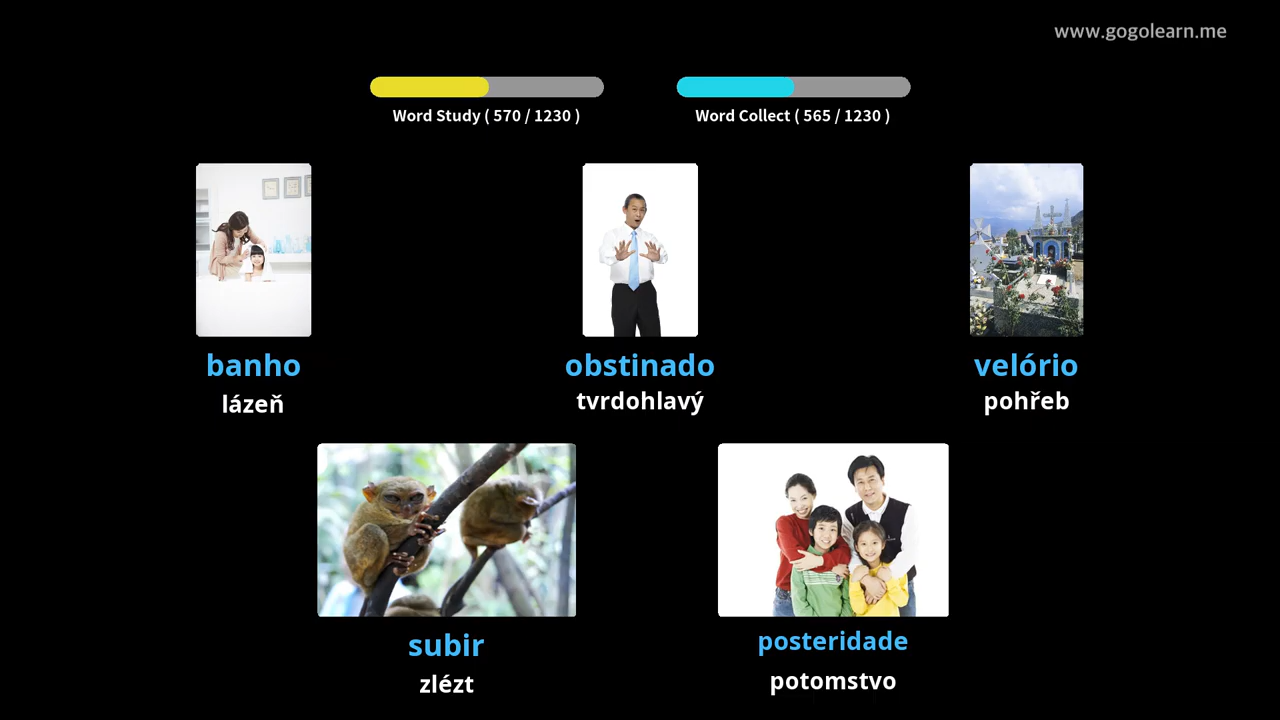 www.gogolearn.me
Word Study ( 570 / 1230 )
Word Collect ( 565 / 1230 )
banho
lázeň
obstinado
tvrdohlavý
velório
pohřeb
subir
zlézt
posteridade
potomstvo